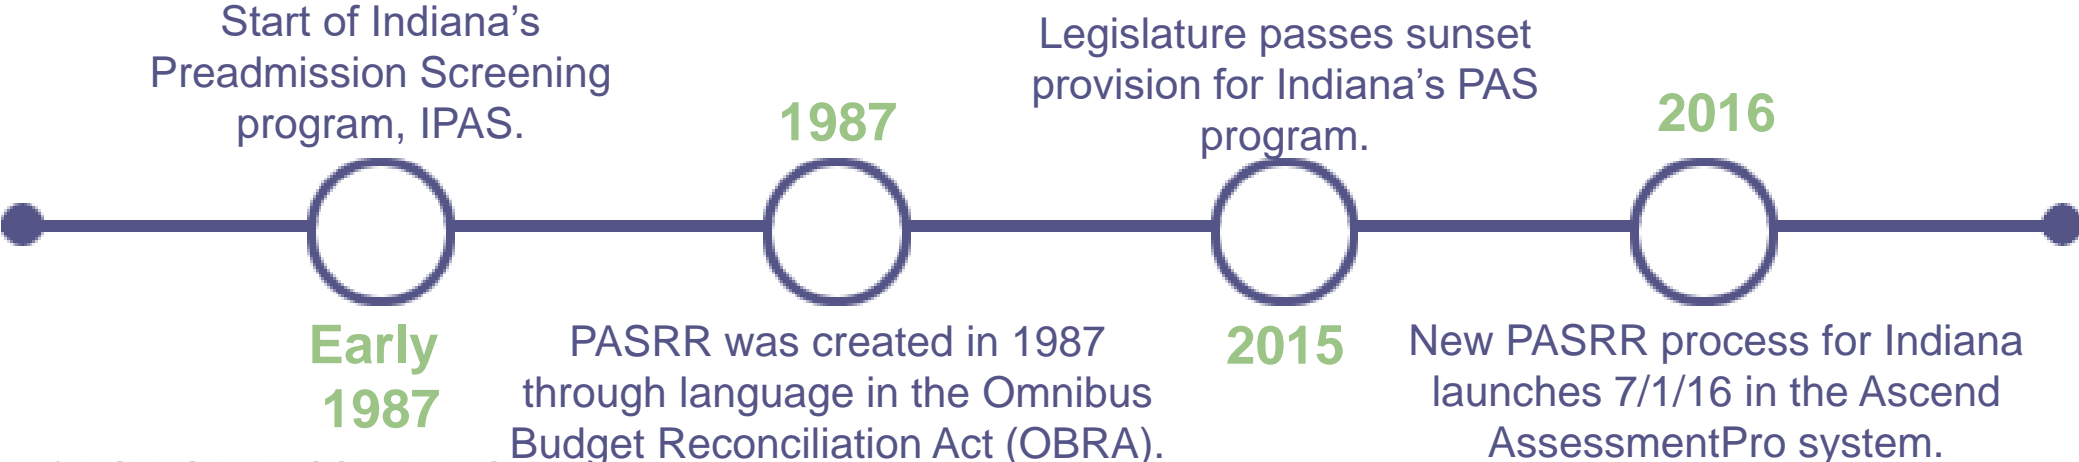 Start of Indiana's
Preadmission Screening
program, IPAS.
Early
1987
1987
PASRR was created in 1987
through language in the Omnibus
Budget Reconciliation Act (OBRA).
Legislature passes sunset
provision for Indiana's PAS
program.
2015
2016
New PASRR process for Indiana
launches 7/1/16 in the Ascend
AssessmentPro system.